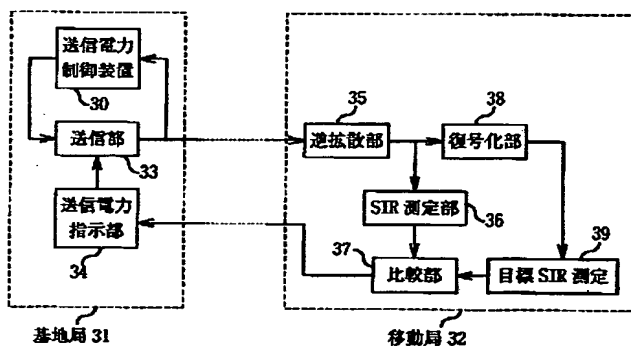 送信電力
制御装置
30
送信部
33
送信電力
指示部
34
基地局 31
35
逆拡散部
38
復号化部
SIR 測定部
36
37
比較部
39
目標 SIR 測定
移動局 32